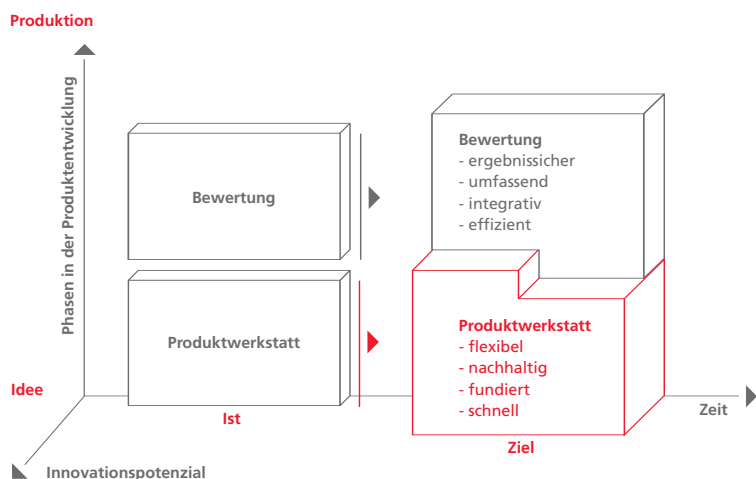 Produktion
Phasen in der Produktentwicklung
Bewertung
Bewertung
- ergebnissicher
- umfassend
- integrativ
- effizient
Produktwerkstatt
Produktwerkstatt
- flexibel
- nachhaltig
- fundiert
- schnell
Idee
Ist
Ziel
Zeit
Innovationspotenzial